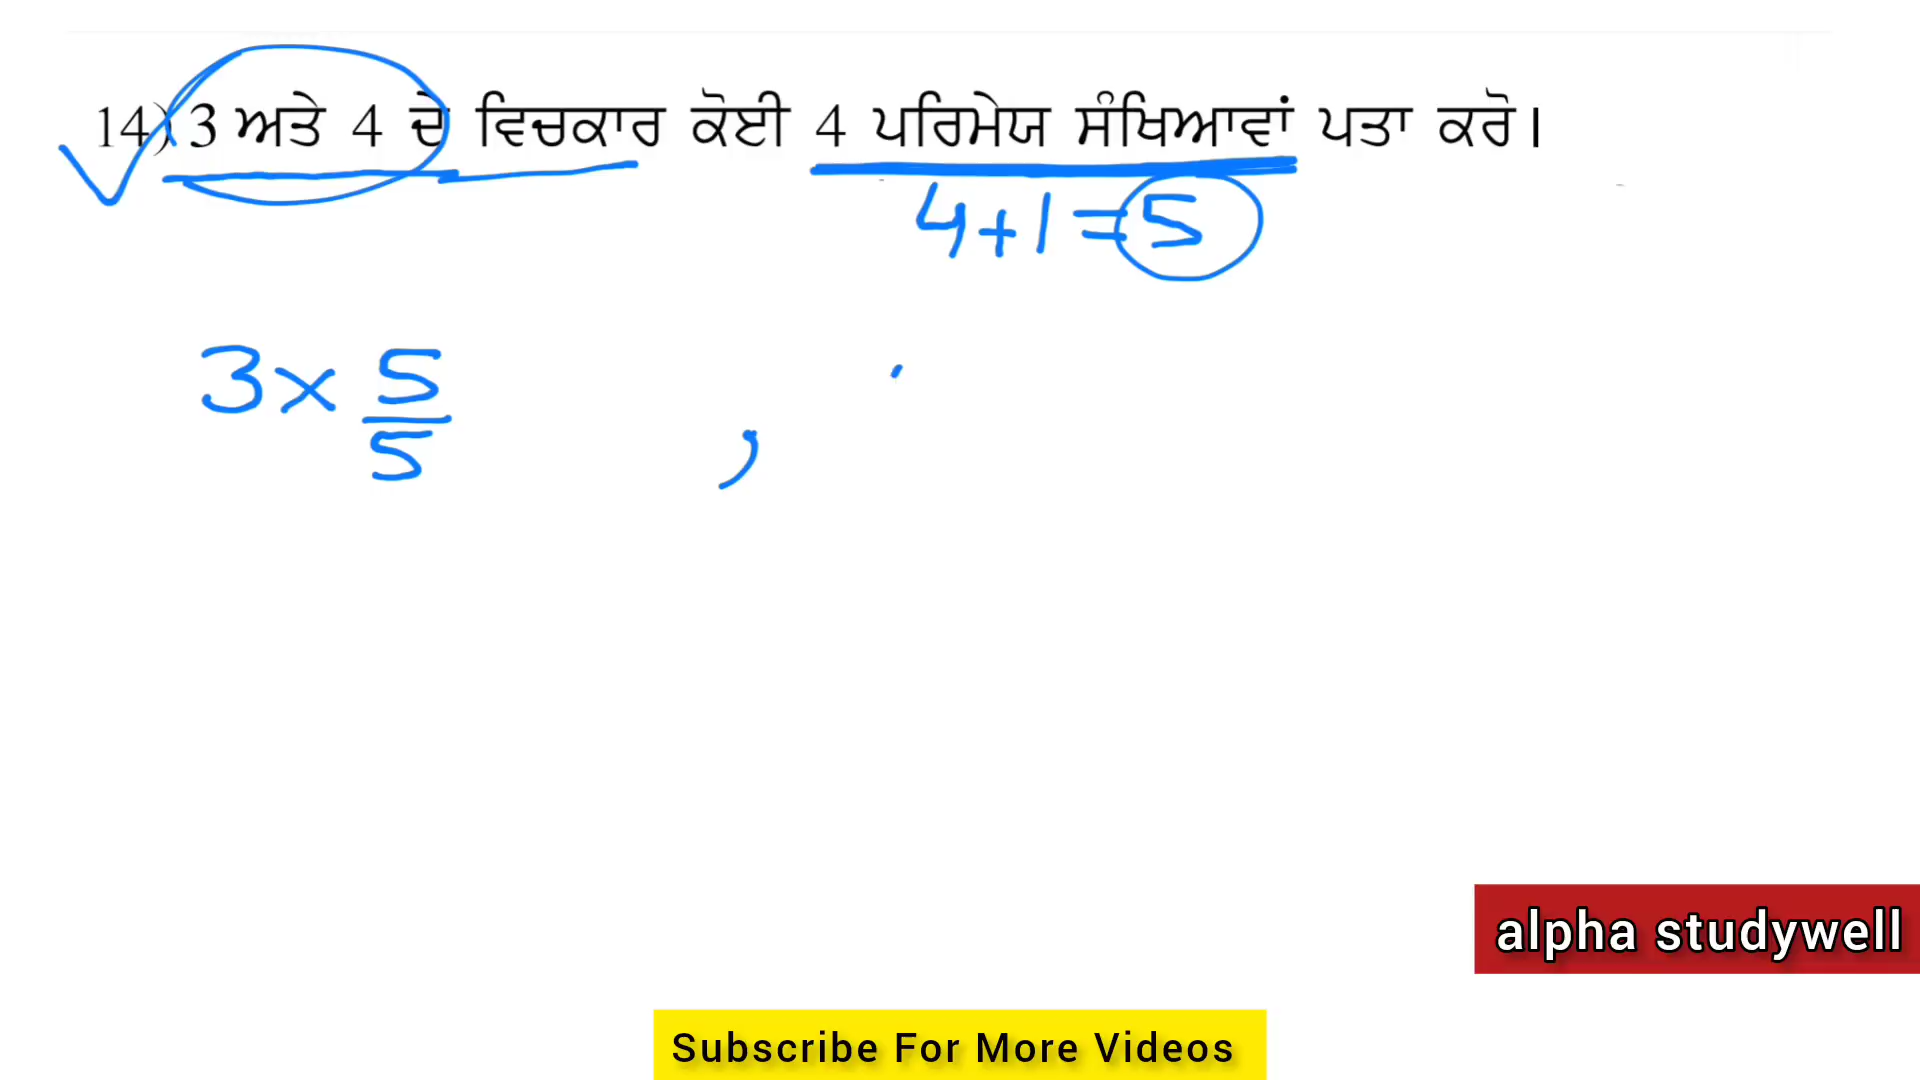 14) 3 ਅਤੇ 4 ਦੇ ਵਿਚਕਾਰ ਕੋਈ 4 ਪਰਿਮੇਯ ਸੰਖਿਆਵਾਂ ਪਤਾ ਕਰੋ।
4+1=5
3× 5/5 ,
alpha studywell
Subscribe For More Videos